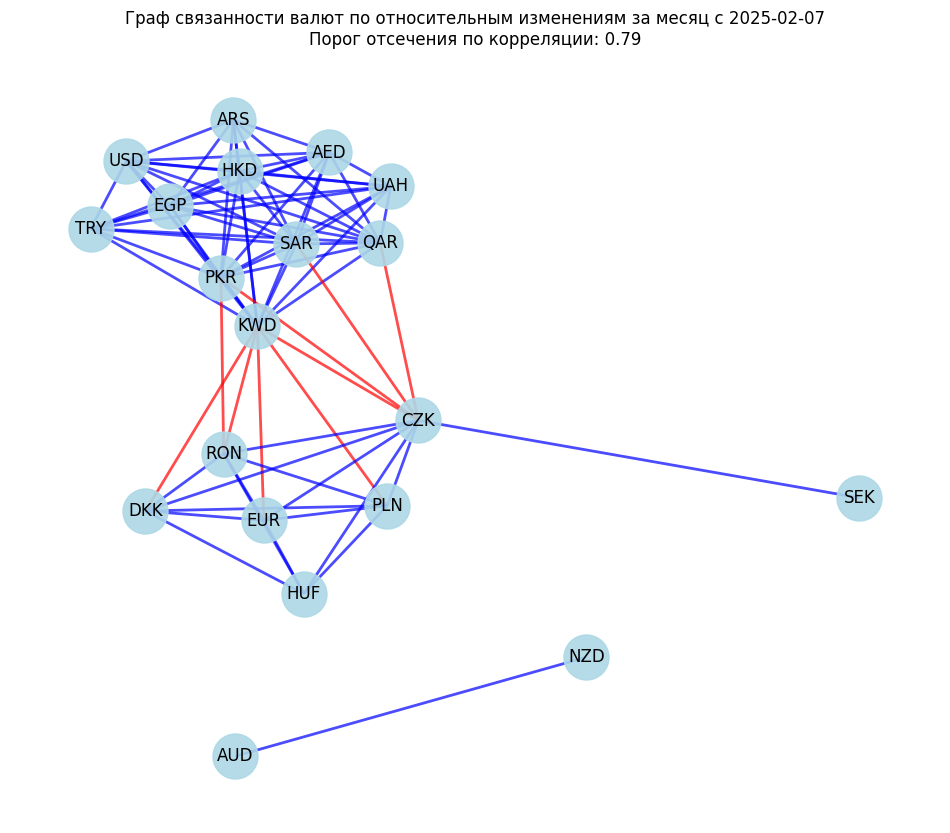 Граф связанности валют по относительным изменениям за месяц с 2025-02-07
Порог отсечения по корреляции: 0.79
ARS
AED
USD
HKD
UAH
EGP
TRY
SAR
QAR
PKR
KWD
CZK
RON
SEK
PLN
DKK
EUR
HUF
NZD
AUD